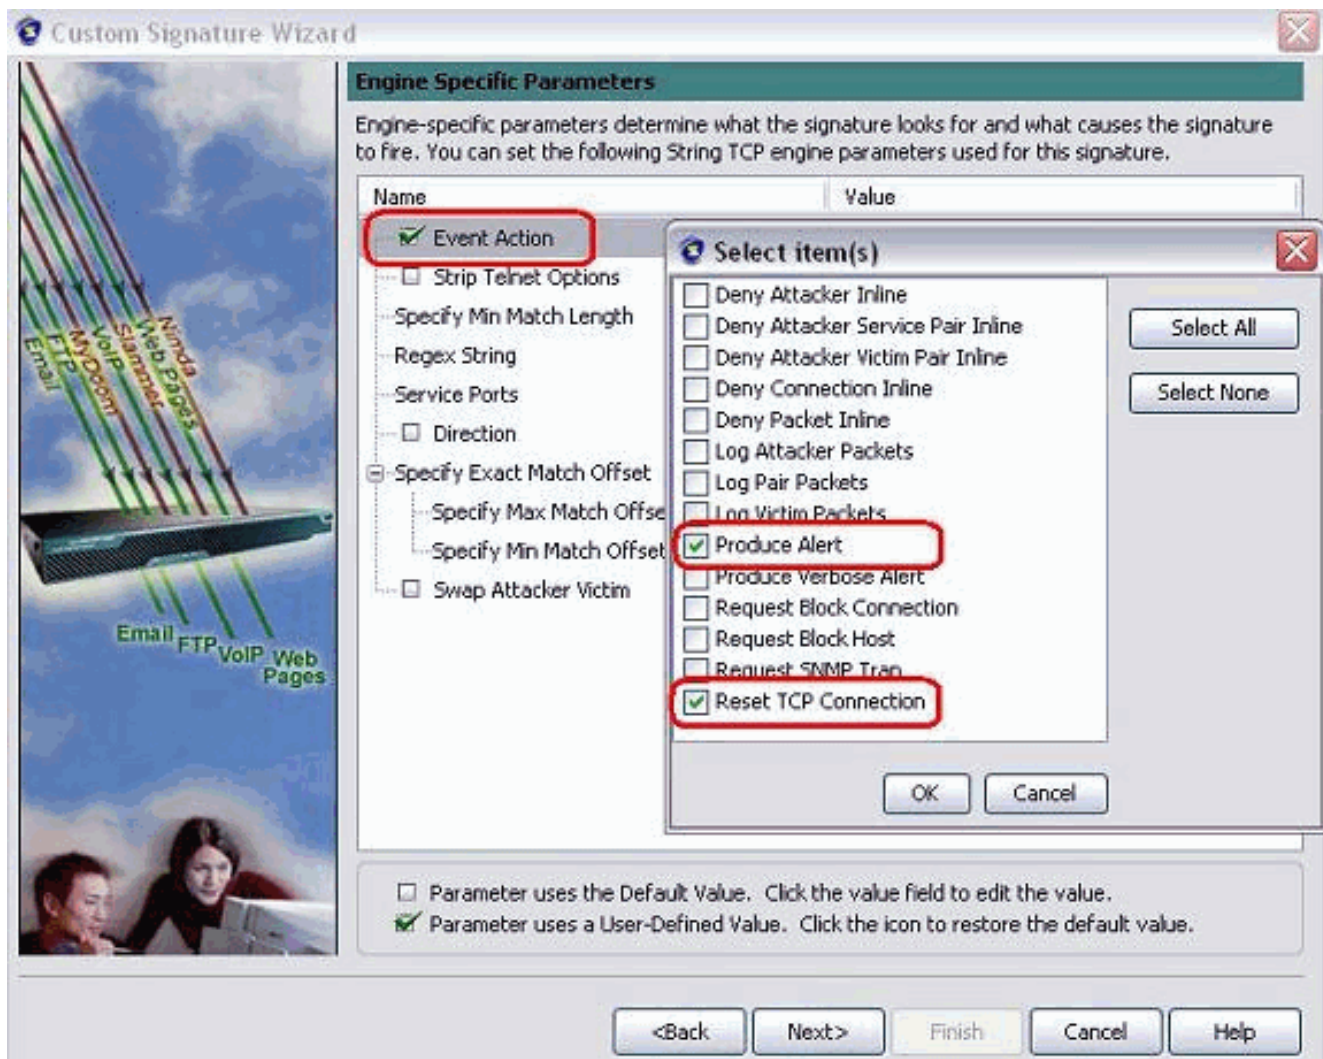 Custom Signature Wizard
Engine Specific Parameters
Engine-specific parameters determine what the signature looks for and what causes the signature
to fire. You can set the following String TCP engine parameters used for this signature.
Name
Value
Event Action
Strip Telnet Options
Specify Min Match Length
Regex String
Service Ports
Direction
Specify Exact Match Offset
Specify Max Match Offse
Specify Min Match Offset
Swap Attacker Victim
Select item(s)
Deny Attacker Inline
Deny Attacker Service Pair Inline
Deny Attacker Victim Pair Inline
Deny Connection Inline
Deny Packet Inline
Log Attacker Packets
Log Pair Packets
Log Victim Packets
Produce Alert
Produce Verbose Alert
Request Block Connection
Request Block Host
Request SNMP Trap
Reset TCP Connection
Select All
Select None
OK
Cancel
Email
FTP
MyDoom
VoIP
Slammer
Web Pages
Nimda
Email
FTP
VoIP
Web
Pages
Parameter uses the Default Value. Click the value field to edit the value.
Parameter uses a User-Defined Value. Click the icon to restore the default value.
<Back
Next>
Finish
Cancel
Help